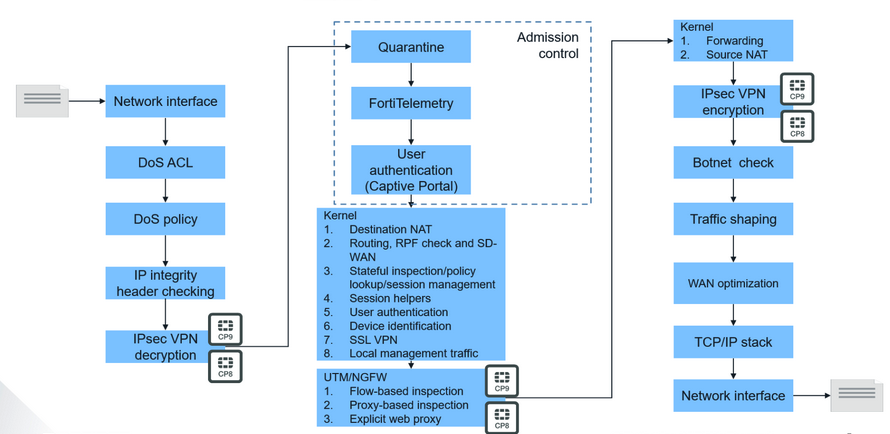 Network interface
DoS ACL
DoS policy
IP integrity
header checking
IPsec VPN
decryption
CP9
CP8
Admission
control
Quarantine
FortiTelemetry
User
authentication
(Captive Portal)
Kernel
1. Destination NAT
2. Routing, RPF check and SD-
WAN
3. Stateful inspection/policy
lookup/session management
4. Session helpers
5. User authentication
6. Device identification
7. SSL VPN
8. Local management traffic
UTM/NGFW
1. Flow-based inspection
2. Proxy-based inspection
3. Explicit web proxy
CP9
CP8
Kernel
1. Forwarding
2. Source NAT
IPsec VPN
encryption
CP9
CP8
Botnet check
Traffic shaping
WAN optimization
TCP/IP stack
Network interface